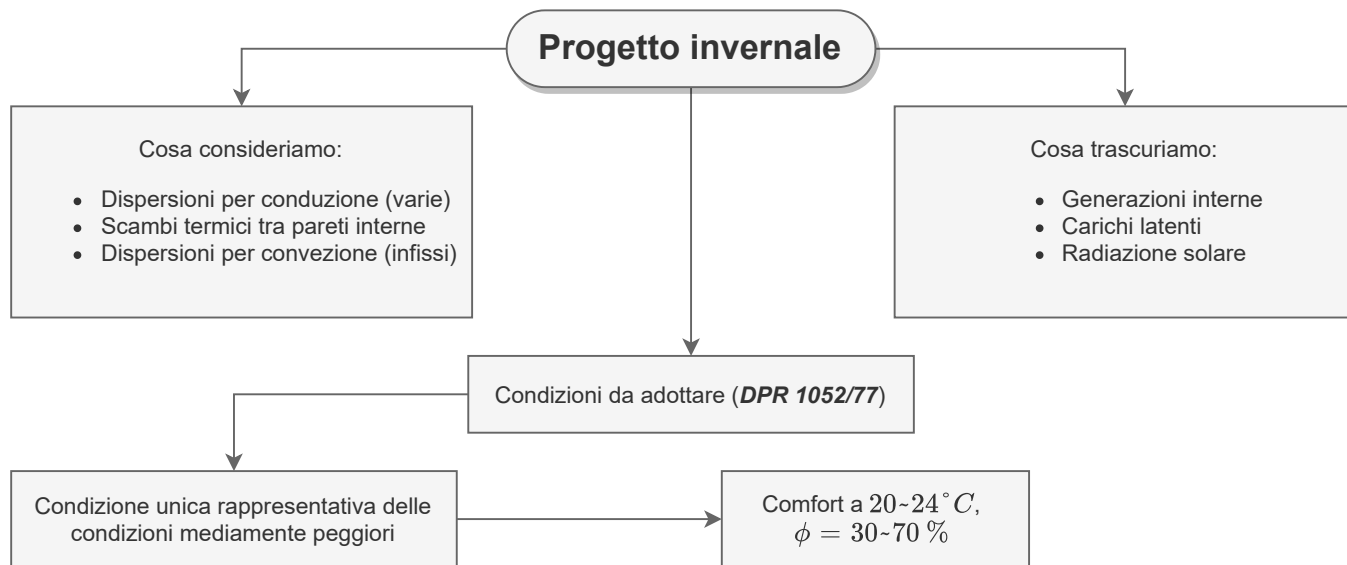 Progetto invernale
Cosa consideriamo:
• Dispersioni per conduzione (varie)
• Scambi termici tra pareti interne
• Dispersioni per convezione (infissi)
Cosa trascuriamo:
• Generazioni interne
• Carichi latenti
• Radiazione solare
Condizioni da adottare (DPR 1052/77)
Condizione unica rappresentativa delle
condizioni mediamente peggiori
Comfort a 20~24°C,
ϕ = 30~70 %